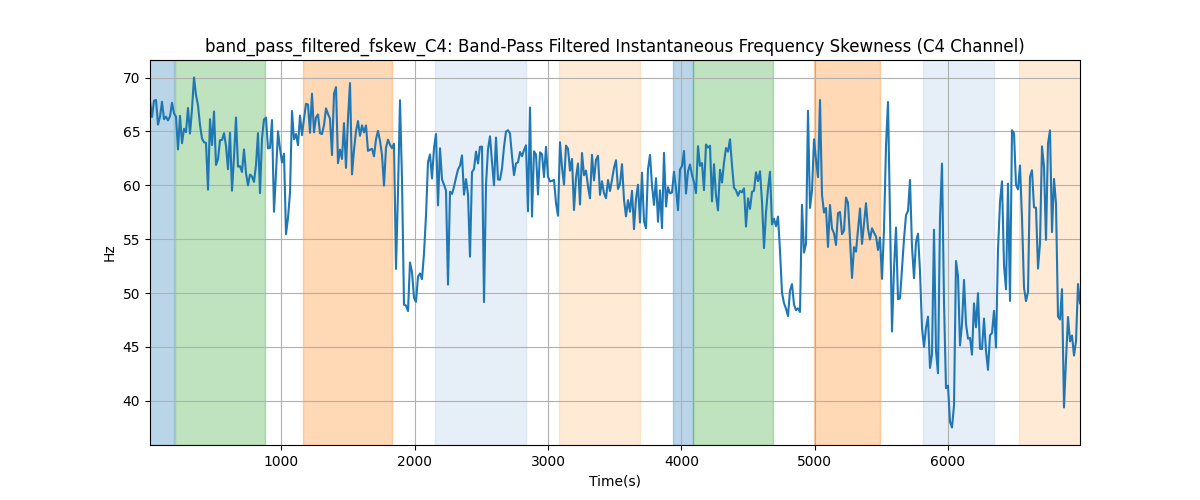 band_pass_filtered_fskew_C4: Band-Pass Filtered Instantaneous Frequency Skewness (C4 Channel)
70
65
60
55
50
45
40
Hz
1000 2000 3000 4000 5000 6000
Time(s)